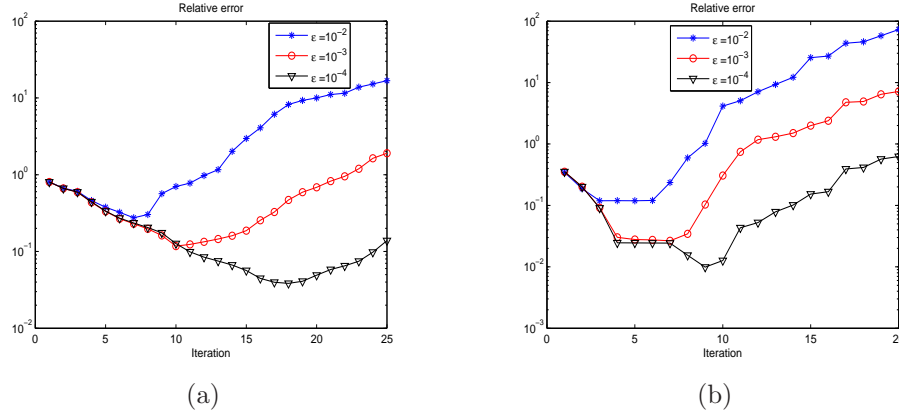 Relative error
10²
10¹
10⁰
10⁻¹
10⁻²
0
5
10
15
20
25
Iteration
ε =10⁻²
ε =10⁻³
ε =10⁻⁴
(a)
Relative error
10²
10¹
10⁰
10⁻¹
10⁻²
10⁻³
0
5
10
15
20
Iteration
ε =10⁻²
ε =10⁻³
ε =10⁻⁴
(b)